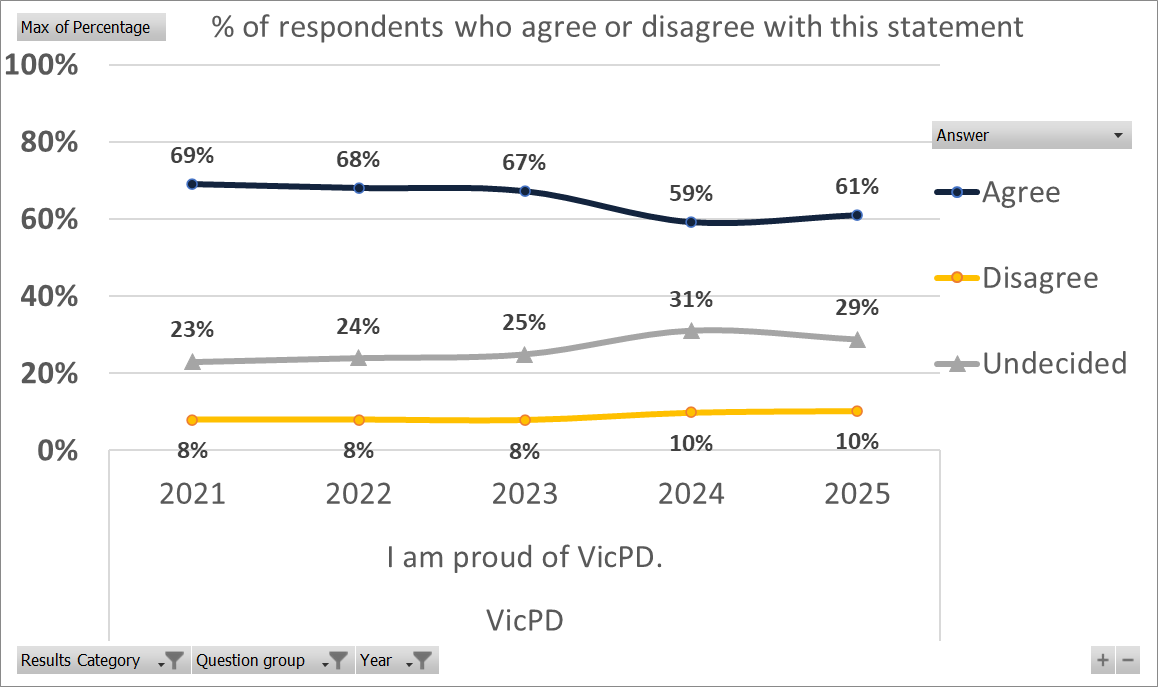 Max of Percentage
% of respondents who agree or disagree with this statement
100%
80%
60%
40%
20%
0%
69%
68%
67%
59%
61%
23%
24%
25%
31%
29%
8%
8%
8%
10%
10%
Answer
Agree
Disagree
Undecided
2021 2022 2023 2024 2025
I am proud of VicPD.
VicPD
Results Category Question group Year
+ −